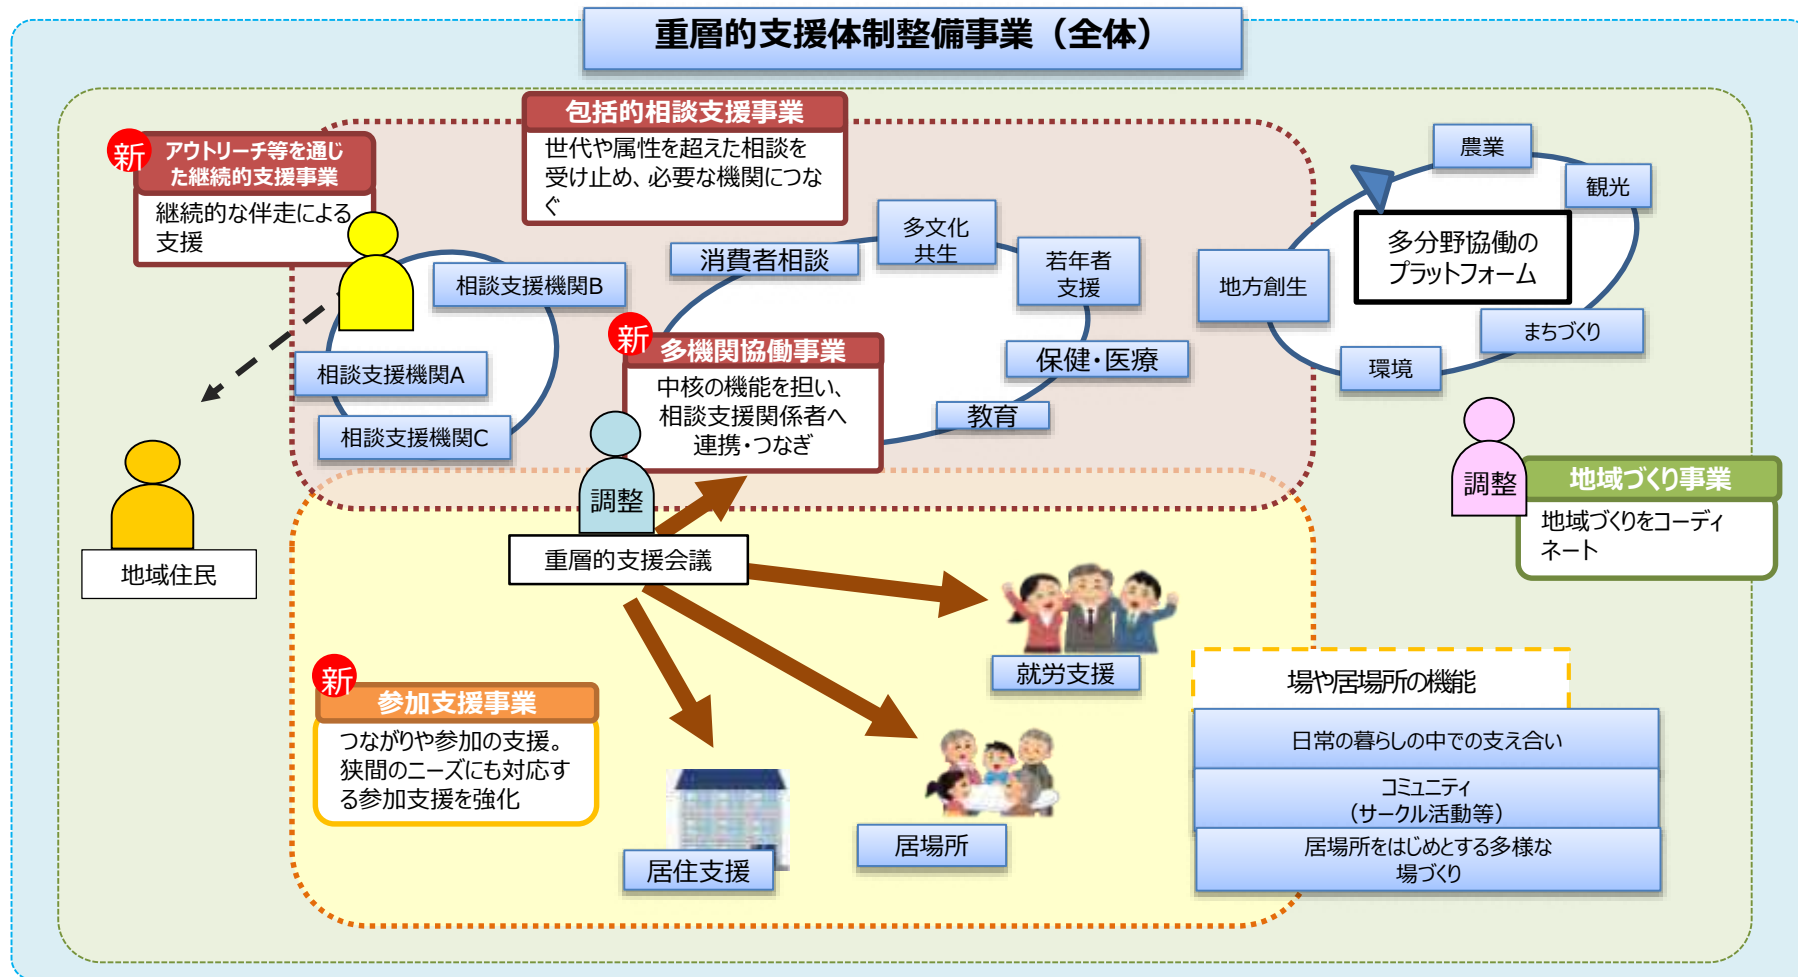 重層的支援体制整備事業（全体）
包括的相談支援事業
世代や属性を超えた相談を
受け止め、必要な機関につな
ぐ
新
アウトリーチ等を通じ
た継続的支援事業
継続的な伴走による
支援
相談支援機関B
相談支援機関A
相談支援機関C
消費者相談
多文化
共生
若年者
支援
保健・医療
教育
新
多機関協働事業
中核の機能を担い、
相談支援関係者へ
連携・つなぎ
調整
重層的支援会議
農業
観光
多分野協働の
プラットフォーム
地方創生
まちづくり
環境
調整
地域づくり事業
地域づくりをコーディ
ネート
地域住民
新
参加支援事業
つながりや参加の支援。
狭間のニーズにも対応す
る参加支援を強化
就労支援
居場所
居住支援
場や居場所の機能
日常の暮らしの中での支え合い
コミュニティ
（サークル活動等）
居場所をはじめとする多様な
場づくり